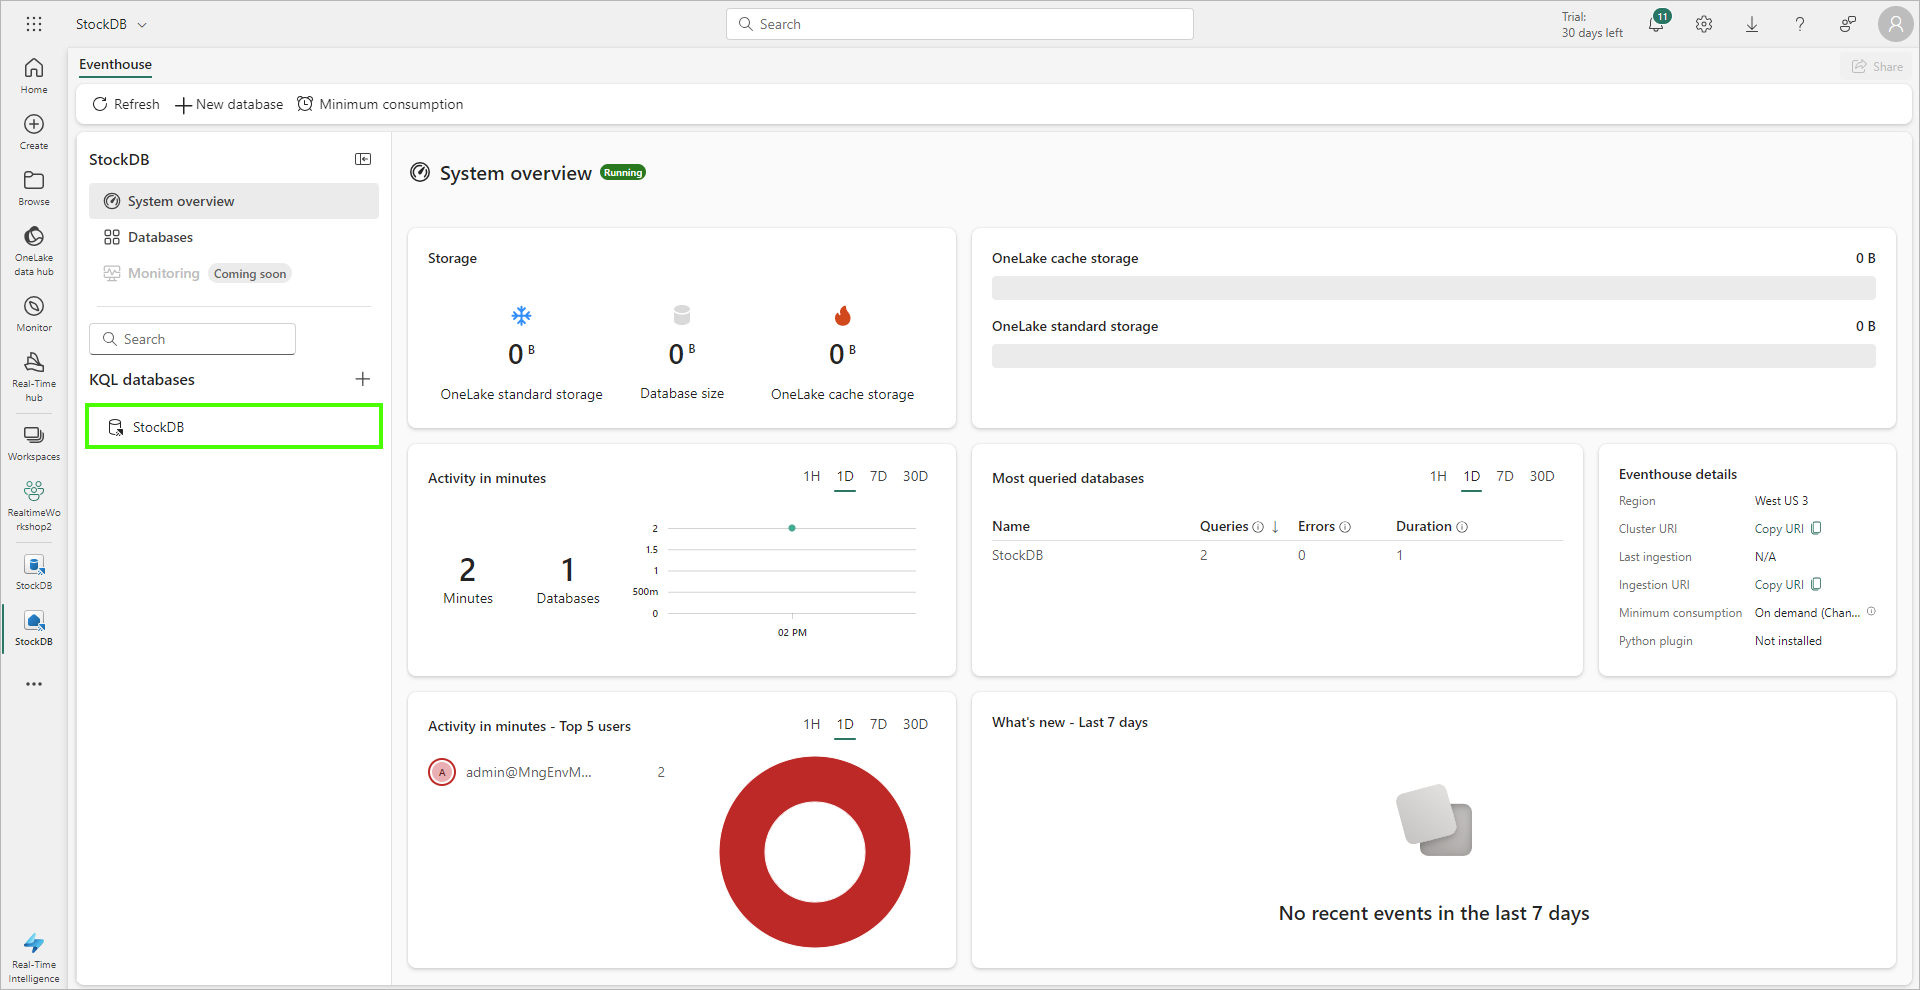 StockDB
Search
Trial:
30 days left
11
Home
Create
Browse
OneLake
data hub
Monitor
Real-Time
hub
Workspaces
RealtimeWo
rkshop2
StockDB
StockDB
Real-Time
Intelligence
Eventhouse
Share
Refresh
New database
Minimum consumption
StockDB
System overview
Databases
Monitoring Coming soon
Search
KQL databases
StockDB
System overview Running
Storage
0 B
OneLake standard storage
0 B
Database size
0 B
OneLake cache storage
OneLake cache storage 0 B
OneLake standard storage 0 B
Activity in minutes
1H 1D 7D 30D
2
Minutes
1
Databases
2
1.5
1
500m
0
02 PM
Most queried databases
1H 1D 7D 30D
Name Queries Errors Duration
StockDB 2 0 1
Eventhouse details
Region West US 3
Cluster URI Copy URI
Last ingestion N/A
Ingestion URI Copy URI
Minimum consumption On demand (Chan...
Python plugin Not installed
Activity in minutes - Top 5 users
1H 1D 7D 30D
A admin@MngEnvM... 2
What's new - Last 7 days
No recent events in the last 7 days